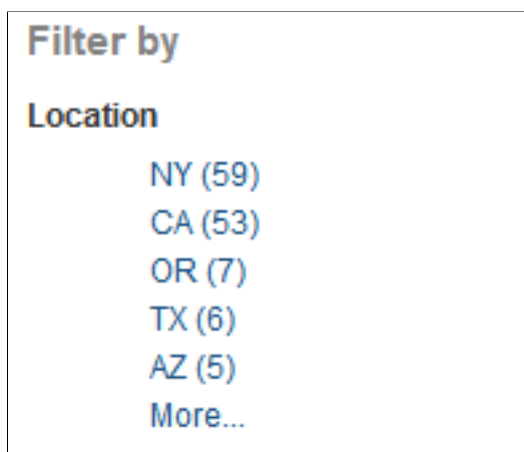 Filter by
Location
NY (59)
CA (53)
OR (7)
TX (6)
AZ (5)
More...